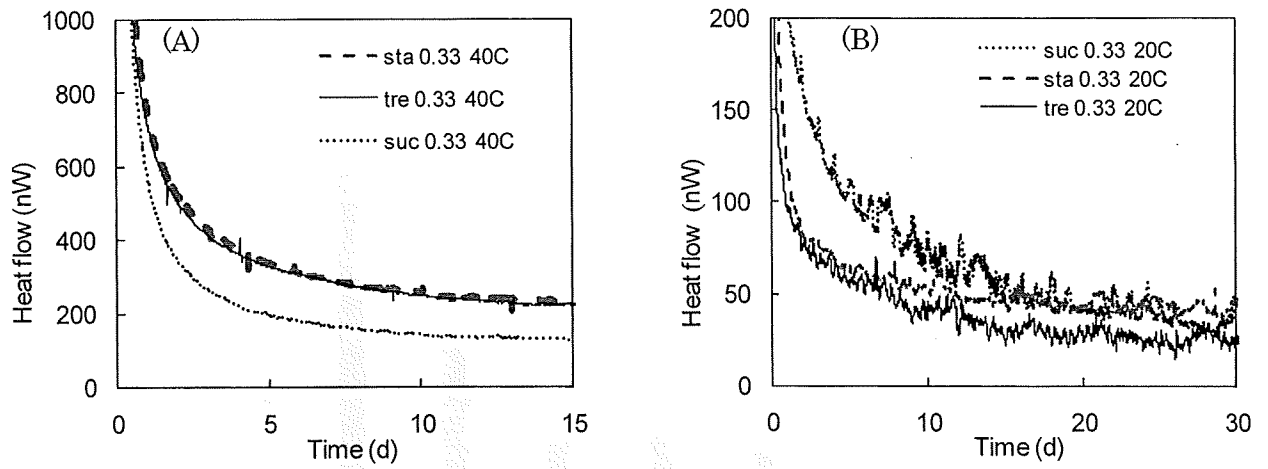 (A)
1000
800
600
400
200
0
Heat flow (nW)
sta 0.33 40C
tre 0.33 40C
suc 0.33 40C
0 5 10 15
Time (d)
(B)
200
150
100
50
0
Heat flow (nW)
suc 0.33 20C
sta 0.33 20C
tre 0.33 20C
0 10 20 30
Time (d)